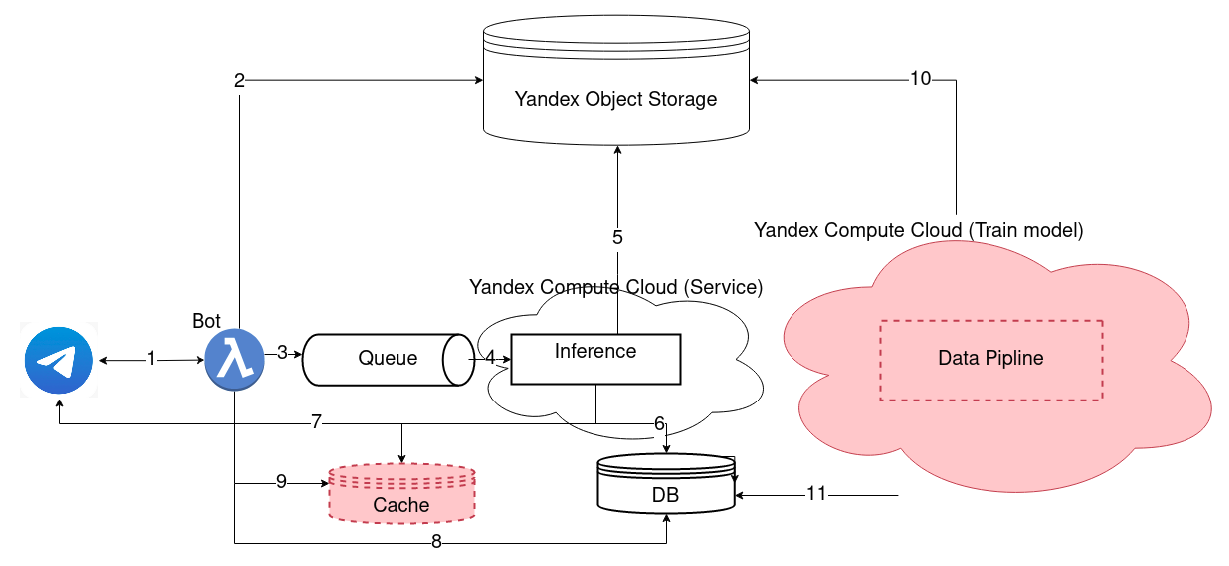 2
Yandex Object Storage
10
Yandex Compute Cloud (Train model)
5
Yandex Compute Cloud (Service)
Bot
1
λ
3
Queue
4
Inference
Data Pipline
7
6
9
Cache
DB
11
8